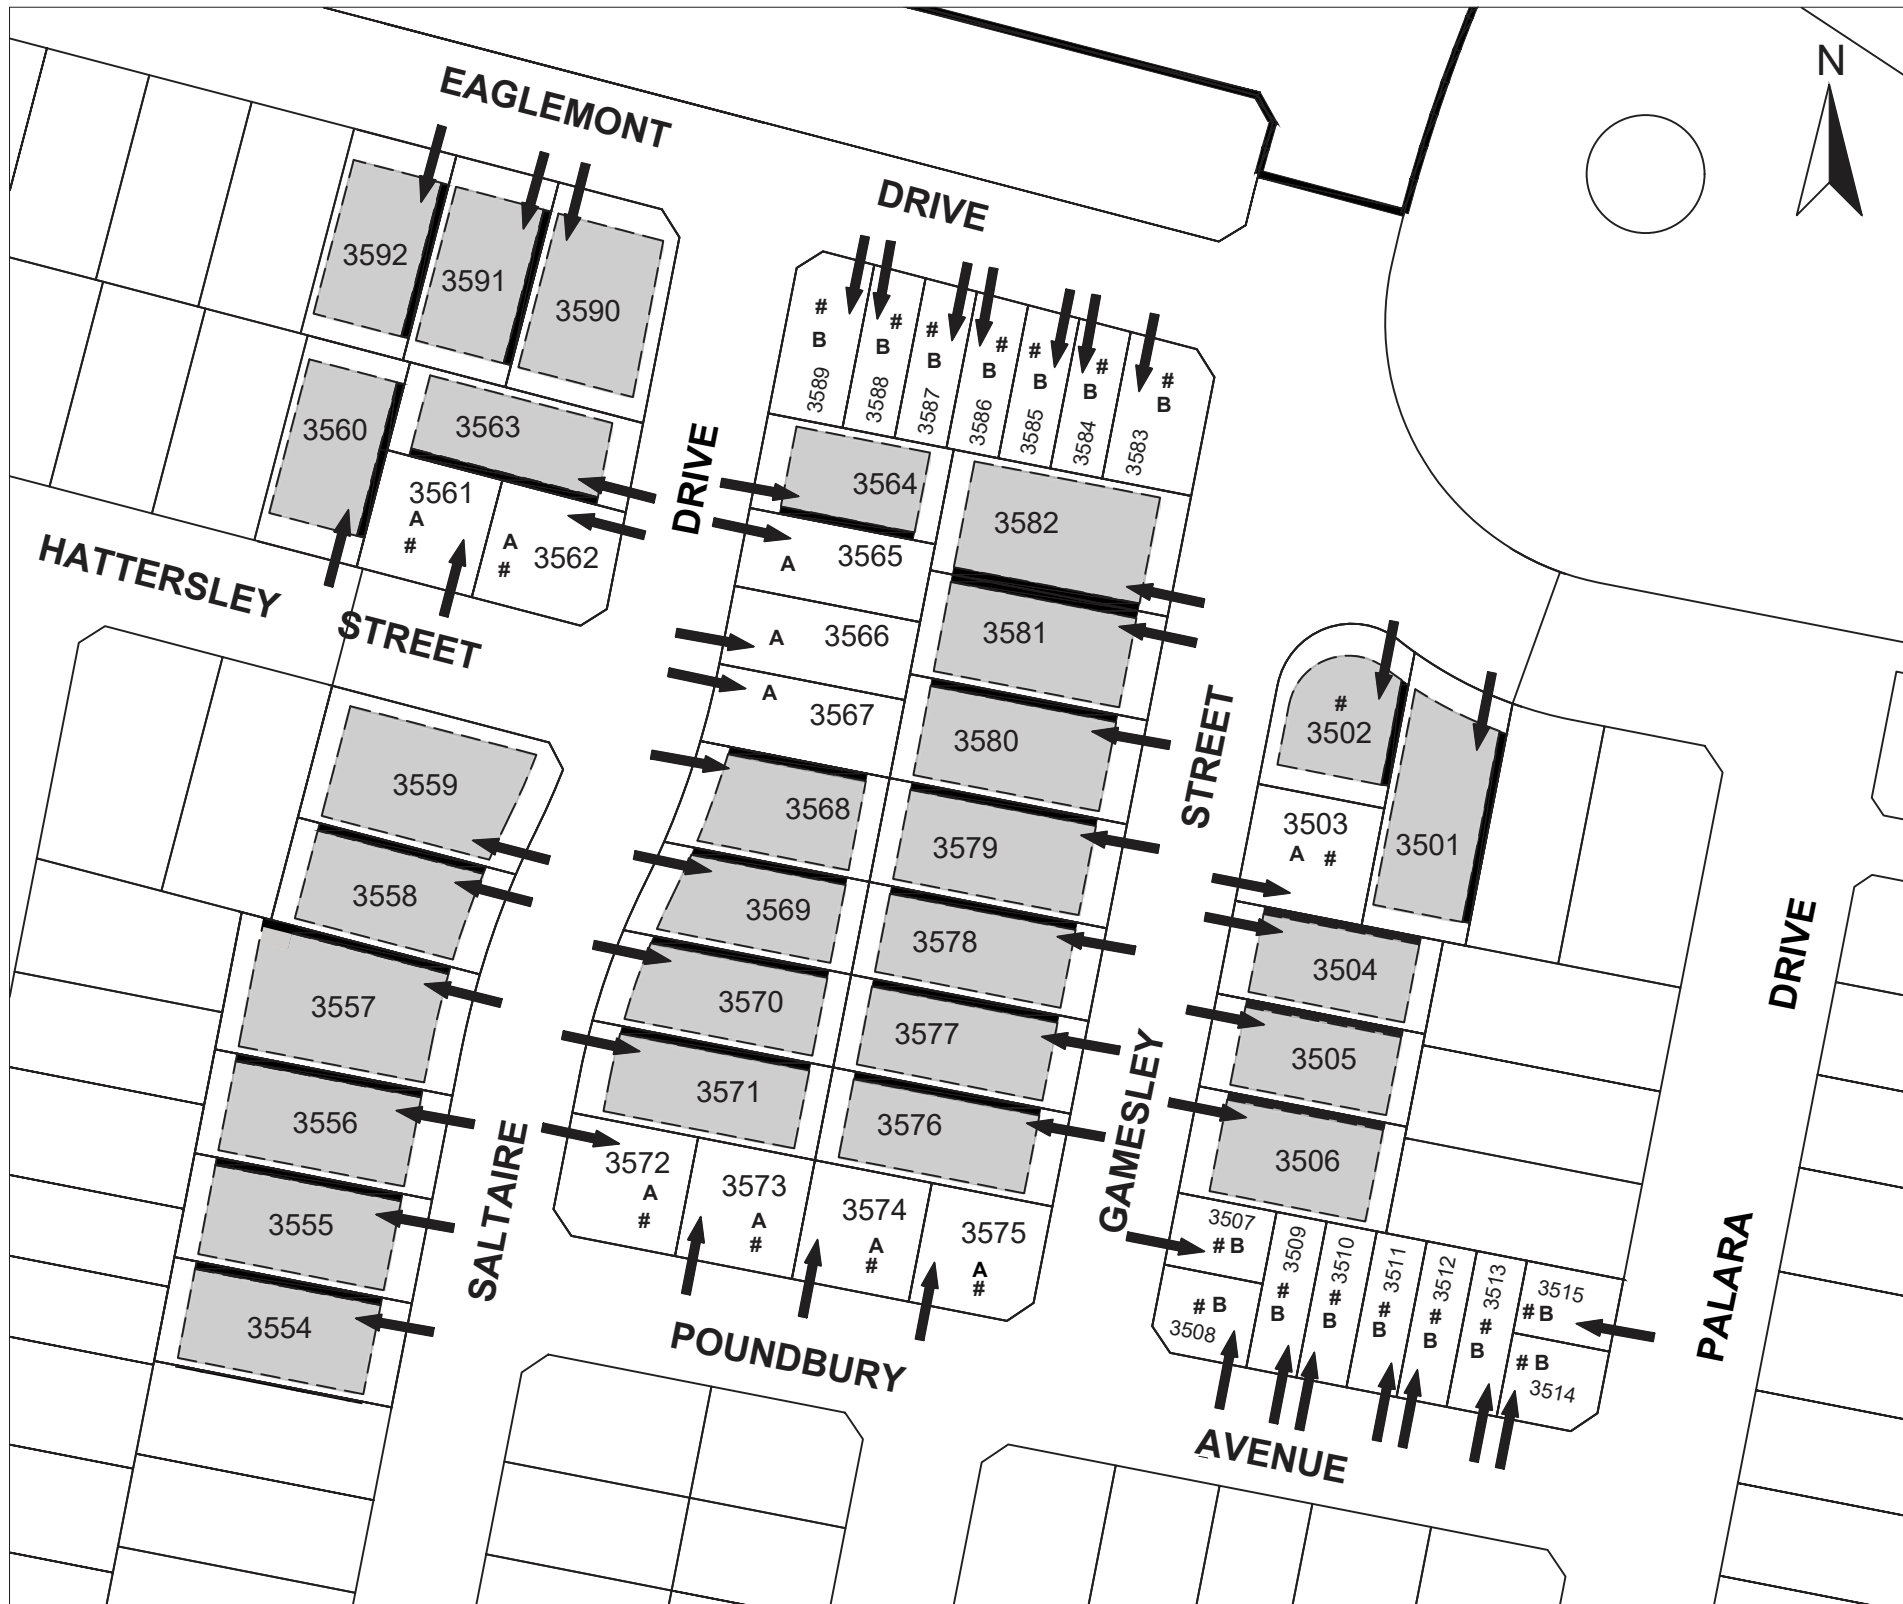 N
EAGLEMONT
DRIVE
3592
3591
3590
#
B
3589
#
B
3588
#
B
3587
#
B
3586
#
B
3585
#
B
3584
#
B
3583
3560
3563
3561
A
#
A
#
3562
DRIVE
3564
3565
A
3582
HATTERSLEY
STREET
A
3566
3581
A
3567
3580
#
3502
STREET
3559
3568
3579
3503
A #
3501
3558
3569
3578
DRIVE
3557
3570
3577
3504
3505
3556
3571
3576
3506
GAMESLEY
SALTAIRE
3572
A
#
3573
A
#
3574
A
#
3575
A
#
3555
3554
3507
# B
# B
3508
3509
#
B
3510
#
B
3511
#
B
3512
#
B
3513
#
B
3515
# B
# B
3514
PALARA
POUNDBURY
AVENUE